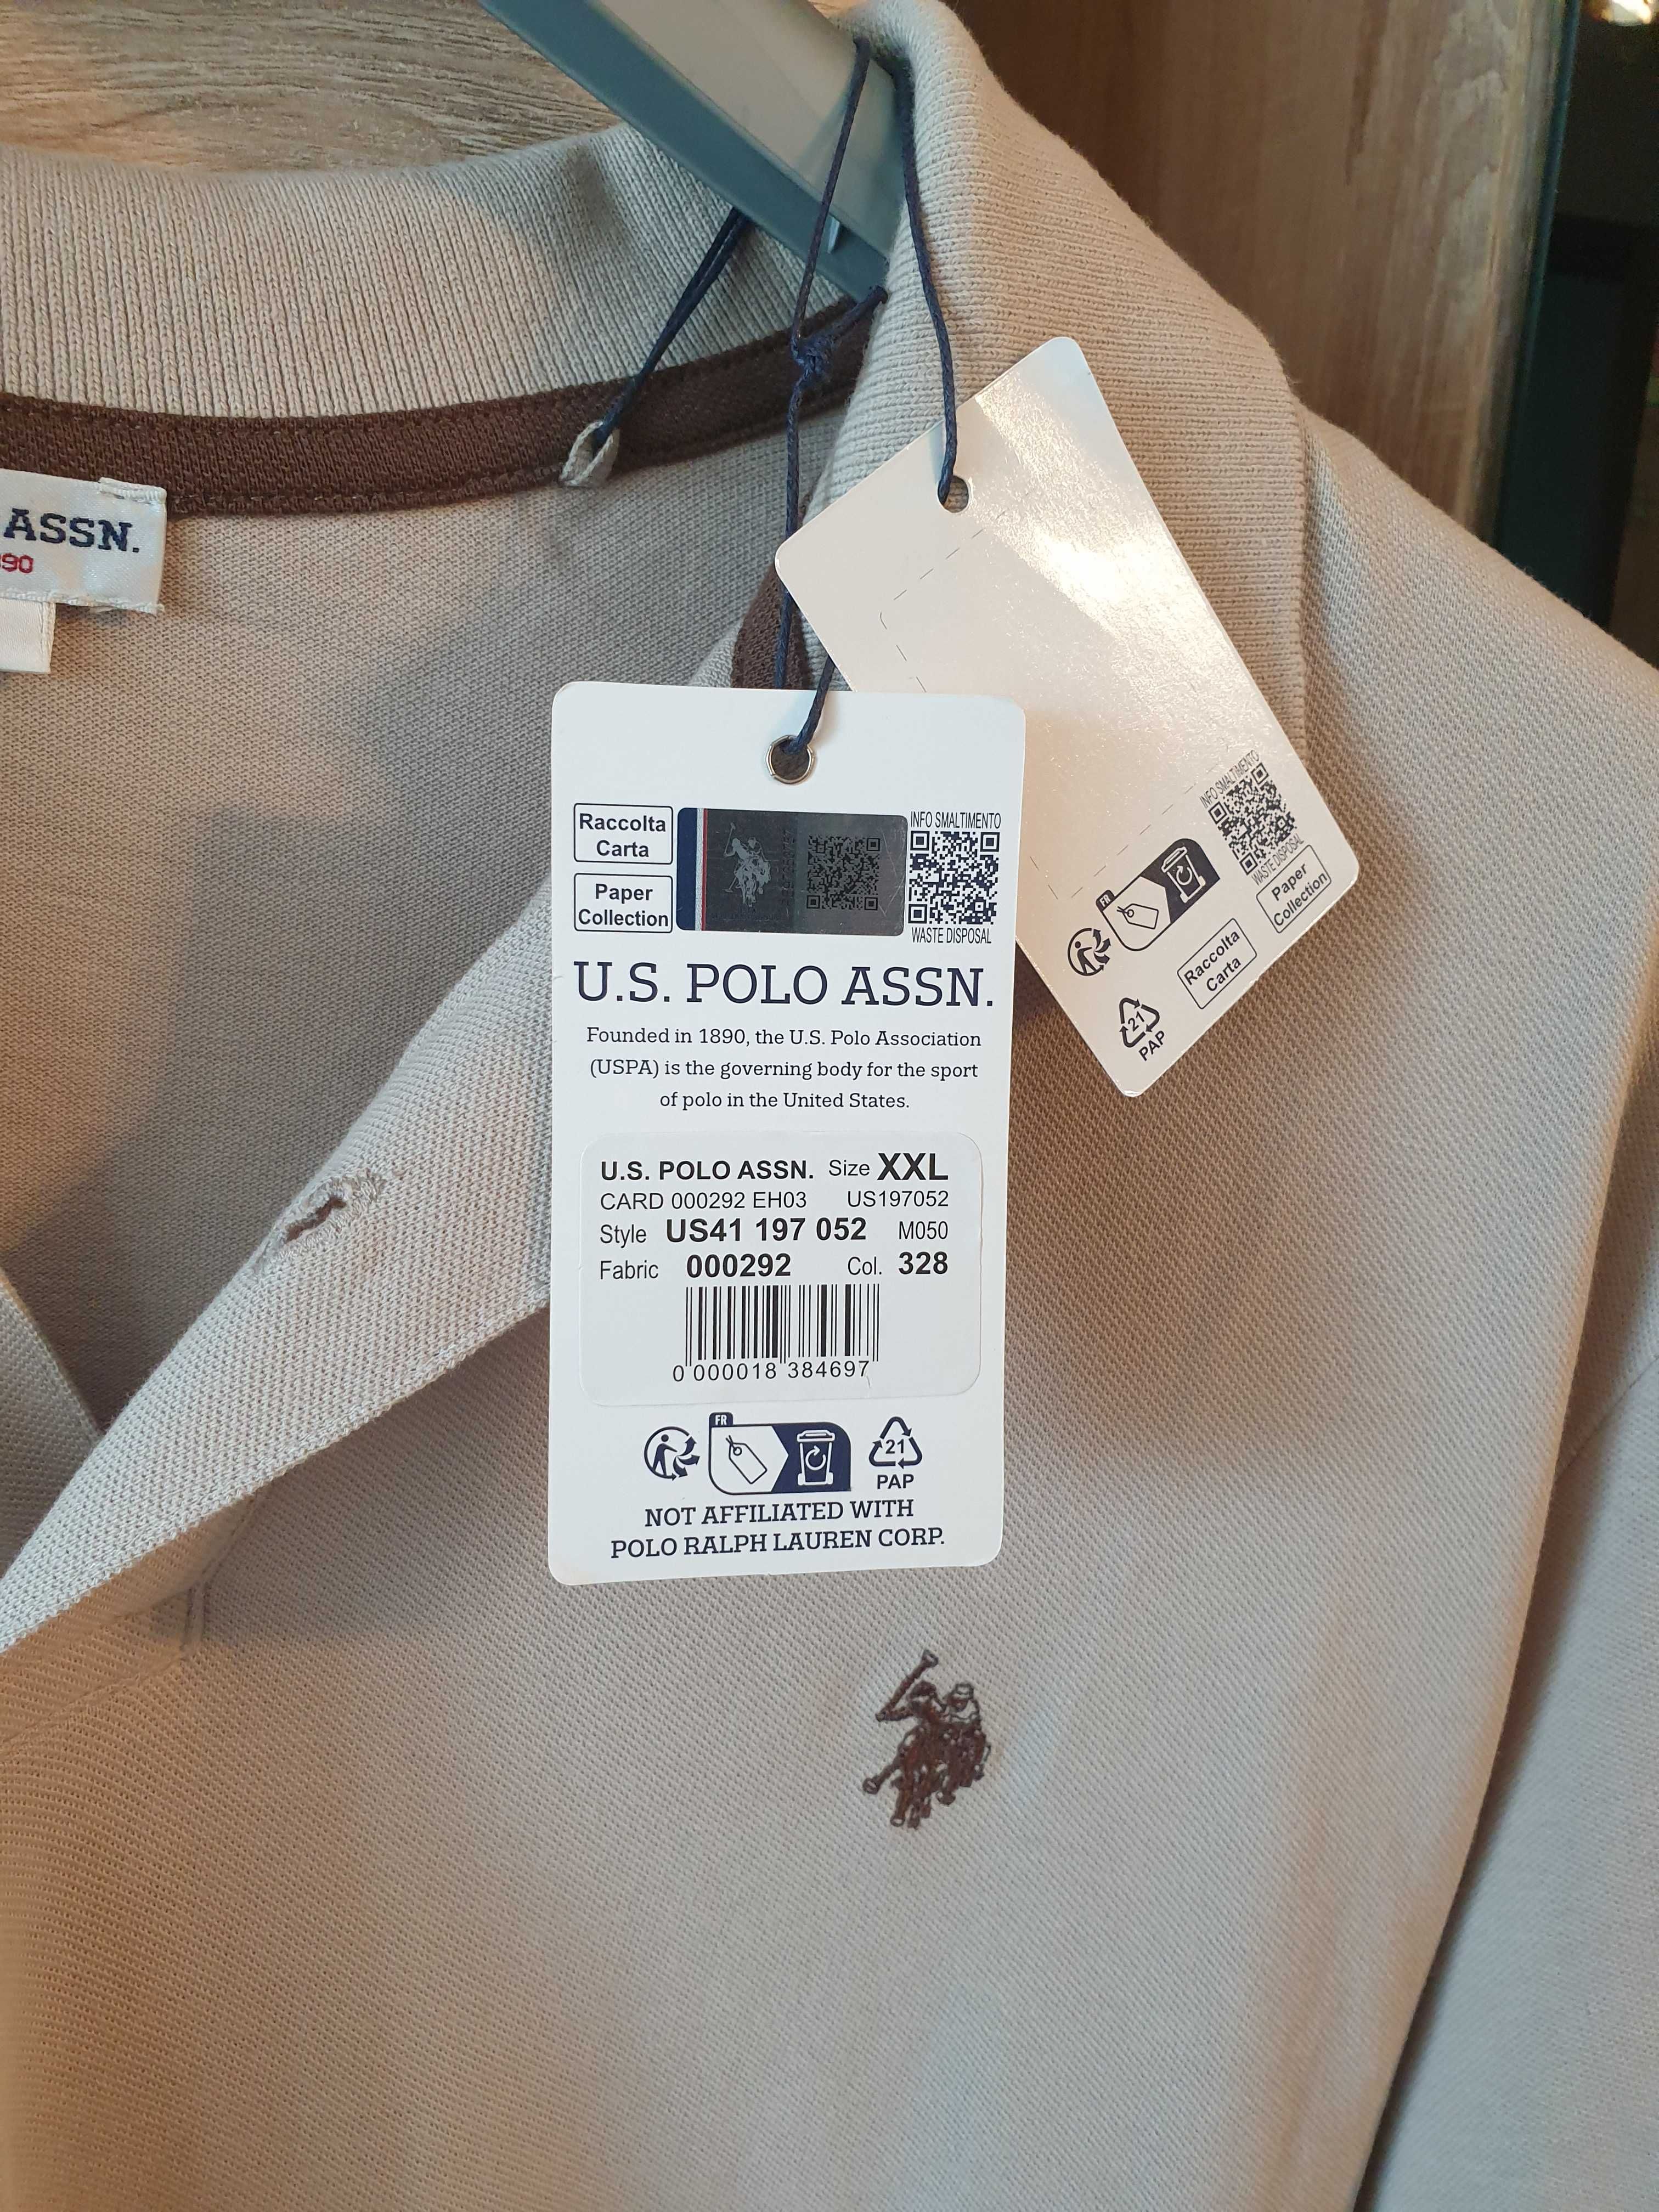 ASSN.
90
Raccolta
Carta
Paper
Collection
INFO SMALTIMENTO
WASTE DISPOSAL
U.S. POLO ASSN.
Founded in 1890, the U.S. Polo Association
(USPA) is the governing body for the sport
of polo in the United States.
U.S. POLO ASSN. Size XXL
CARD 000292 EH03 US197052
Style US41 197 052 M050
Fabric 000292 Col. 328
0 000018 384697
FR
21
PAP
NOT AFFILIATED WITH
POLO RALPH LAUREN CORP.
INFO SMALTIMENTO
WASTE DISPOSAL
FR
Paper
Collection
Raccolta
Carta
21
PAP